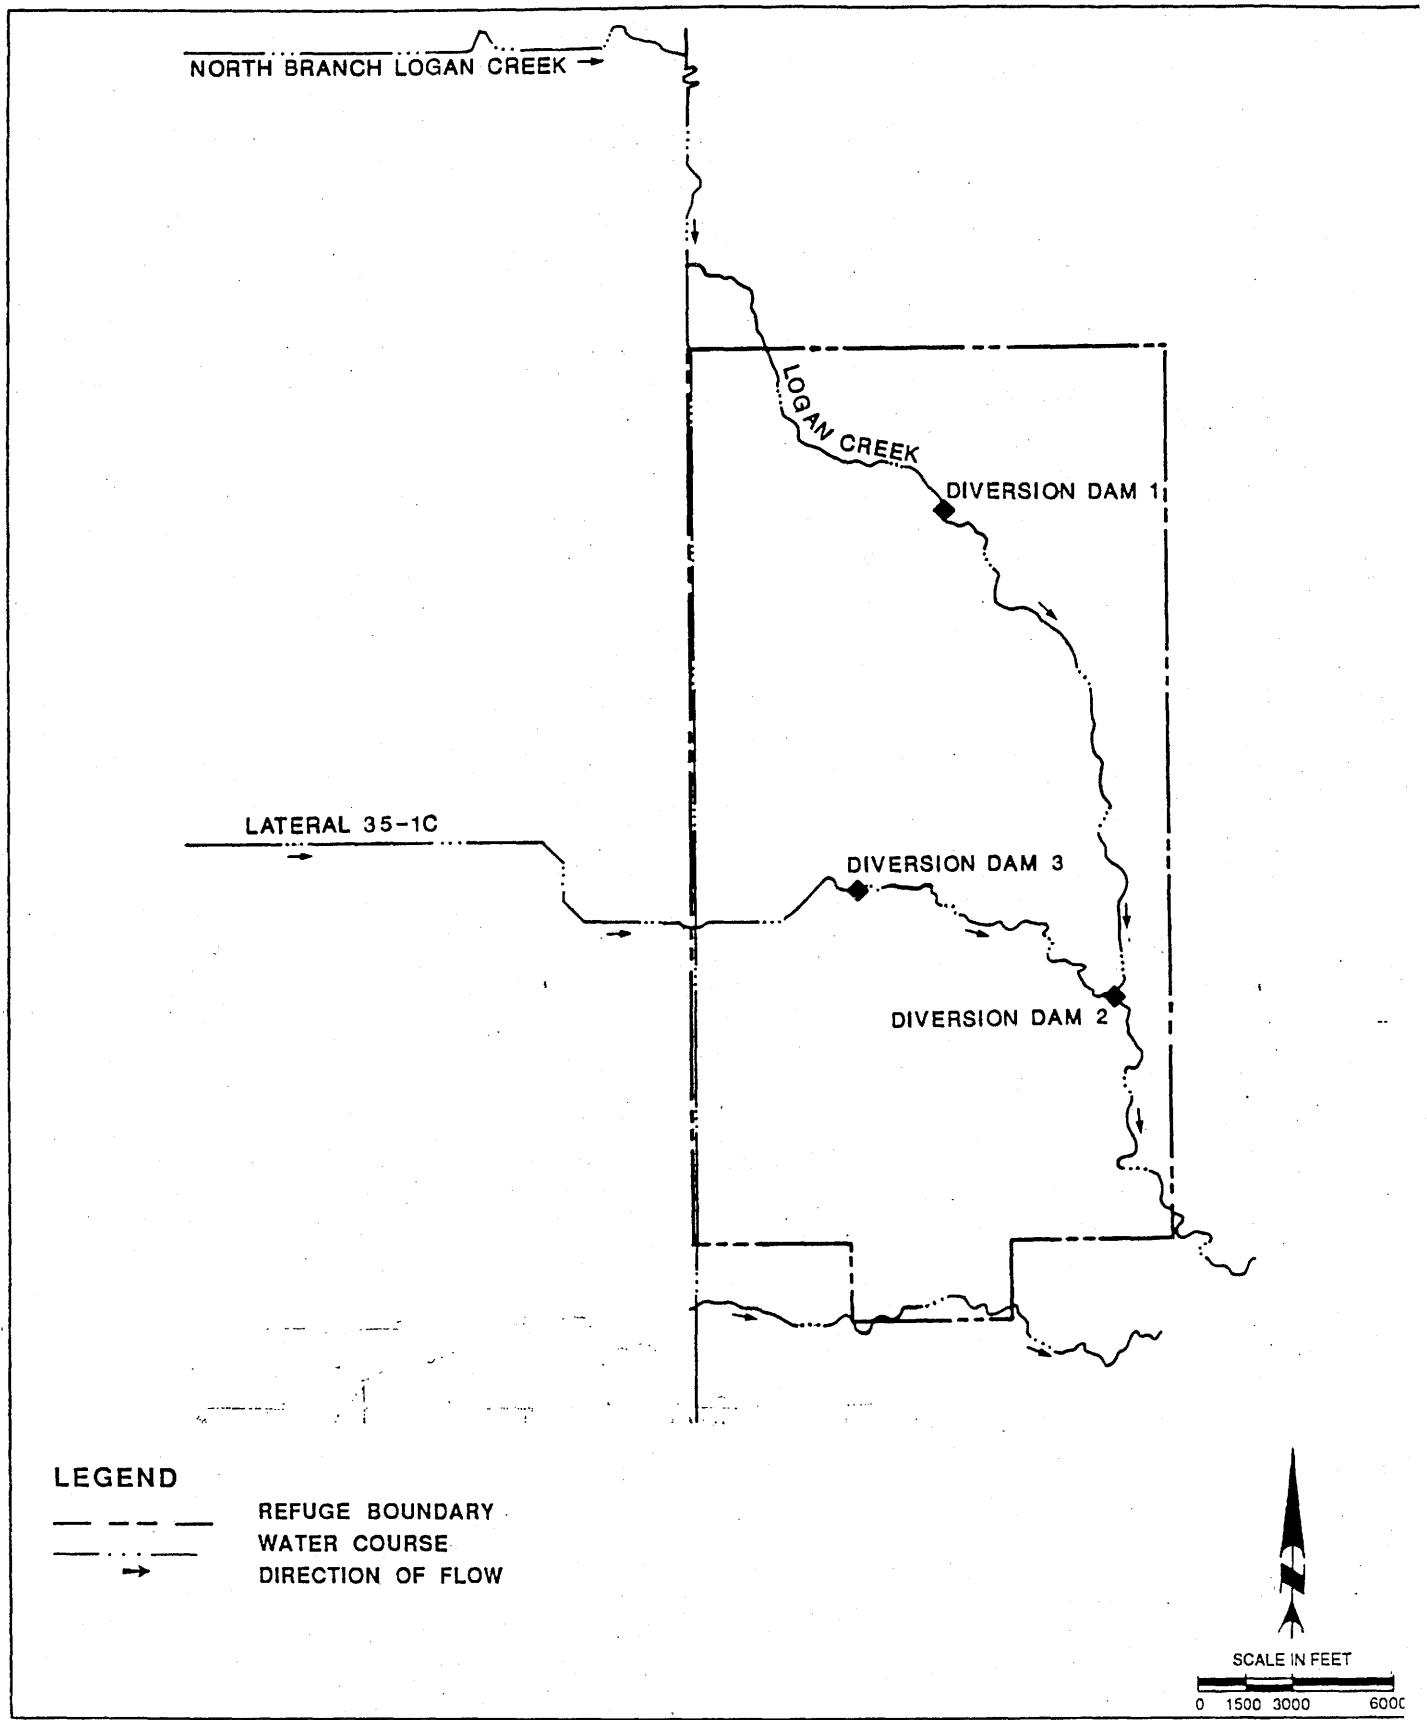 NORTH BRANCH LOGAN CREEK
LOGAN CREEK
DIVERSION DAM 1
LATERAL 35-1C
DIVERSION DAM 3
DIVERSION DAM 2
LEGEND
REFUGE BOUNDARY
WATER COURSE
DIRECTION OF FLOW
N
SCALE IN FEET
0 1500 3000 6000